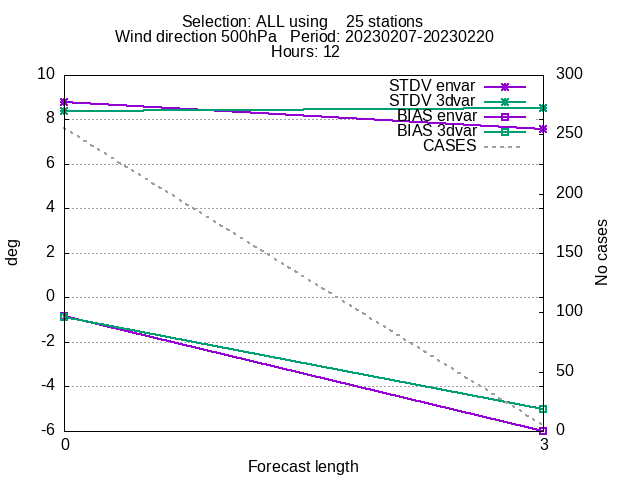 Selection: ALL using    25 stations
Wind direction 500hPa   Period: 20230207-20230220
Hours: 12
STDV envar
STDV 3dvar
BIAS envar
BIAS 3dvar
CASES
10
8
6
4
2
0
-2
-4
-6
300
250
200
150
100
50
0
deg
No cases
0
3
Forecast length